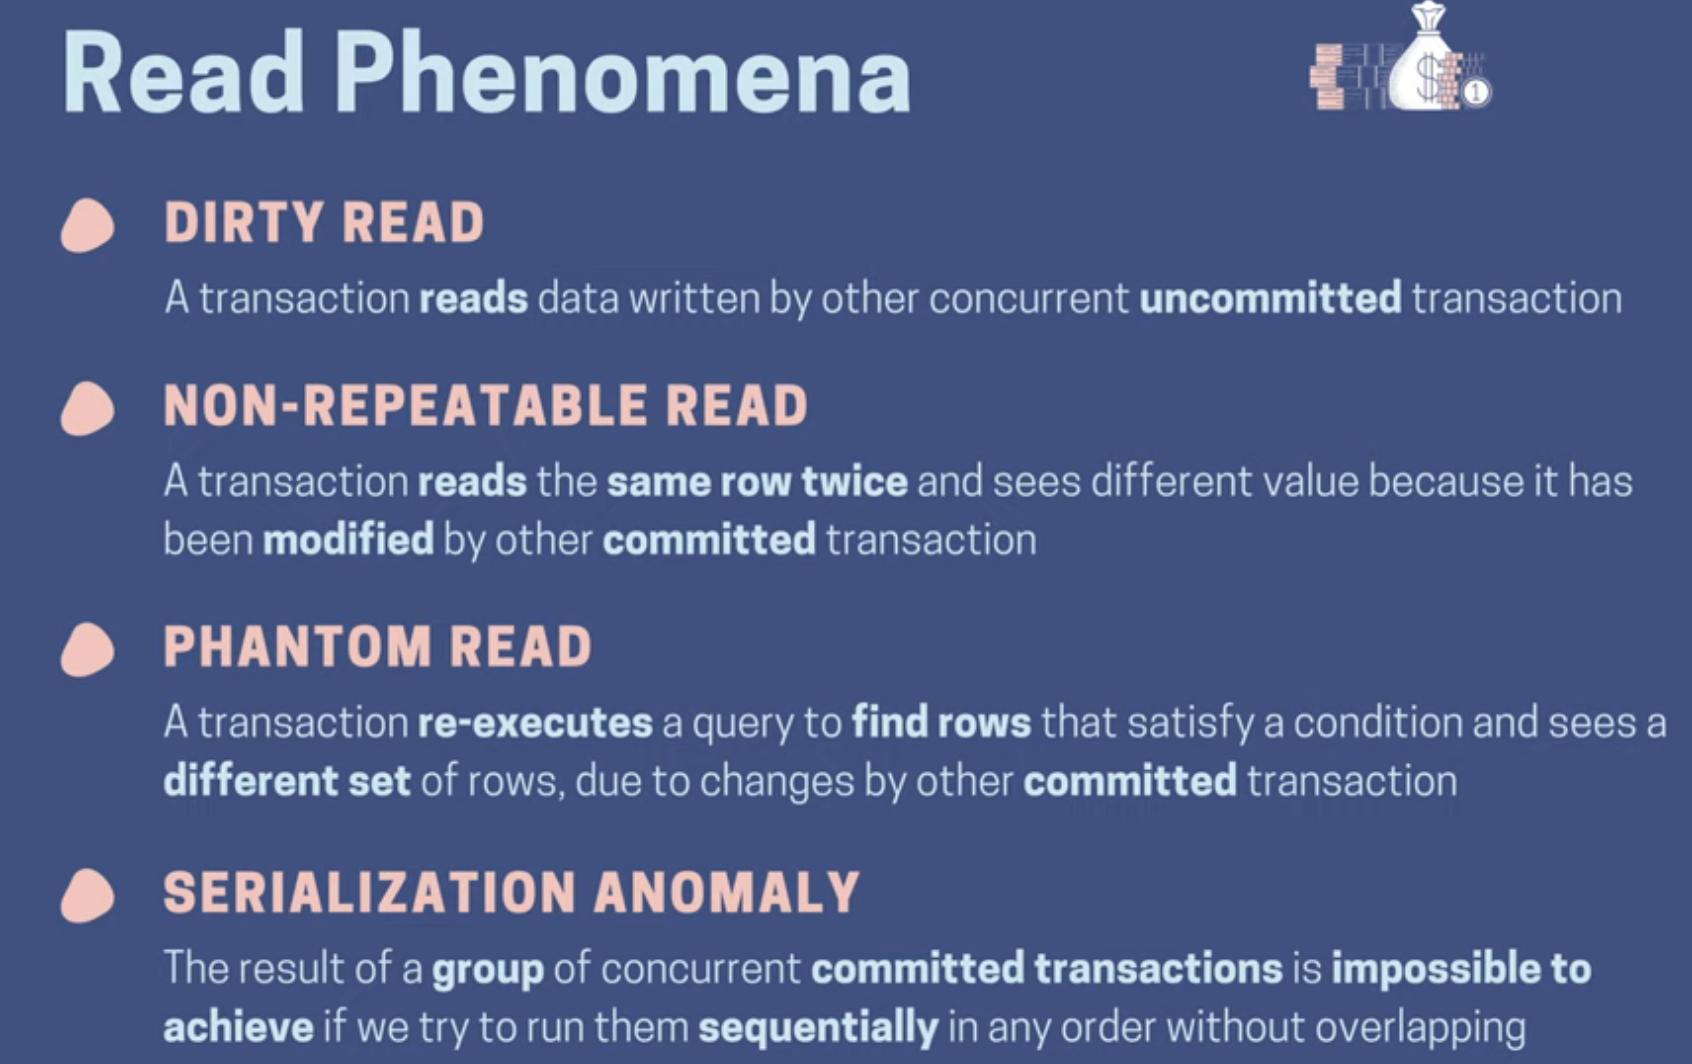 Read Phenomena
$
1
DIRTY READ
A transaction reads data written by other concurrent uncommitted transaction
NON-REPEATABLE READ
A transaction reads the same row twice and sees different value because it has
been modified by other committed transaction
PHANTOM READ
A transaction re-executes a query to find rows that satisfy a condition and sees a
different set of rows, due to changes by other committed transaction
SERIALIZATION ANOMALY
The result of a group of concurrent committed transactions is impossible to
achieve if we try to run them sequentially in any order without overlapping